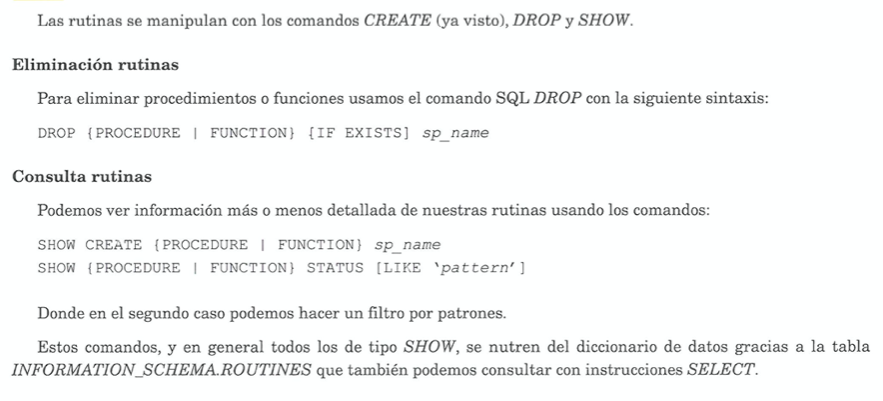 Las rutinas se manipulan con los comandos CREATE (ya visto), DROP y SHOW.
Eliminación rutinas
Para eliminar procedimientos o funciones usamos el comando SQL DROP con la siguiente sintaxis:
DROP {PROCEDURE | FUNCTION} [IF EXISTS] sp_name
Consulta rutinas
Podemos ver información más o menos detallada de nuestras rutinas usando los comandos:
SHOW CREATE {PROCEDURE | FUNCTION} sp_name
SHOW {PROCEDURE | FUNCTION} STATUS [LIKE ‘pattern’]
Donde en el segundo caso podemos hacer un filtro por patrones.
Estos comandos, y en general todos los de tipo SHOW, se nutren del diccionario de datos gracias a la tabla
INFORMATION_SCHEMA.ROUTINES que también podemos consultar con instrucciones SELECT.